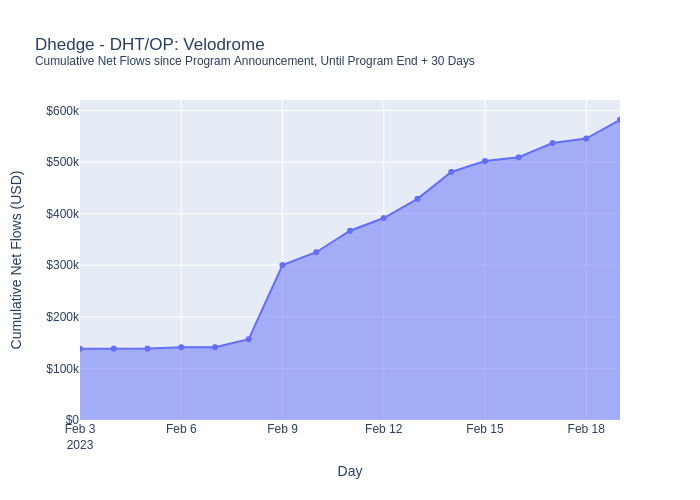 Dhedge - DHT/OP: Velodrome
Cumulative Net Flows since Program Announcement, Until Program End + 30 Days
Cumulative Net Flows (USD)
$600k
$500k
$400k
$300k
$200k
$100k
$0
Feb 3
2023
Feb 6
Feb 9
Feb 12
Feb 15
Feb 18
Day